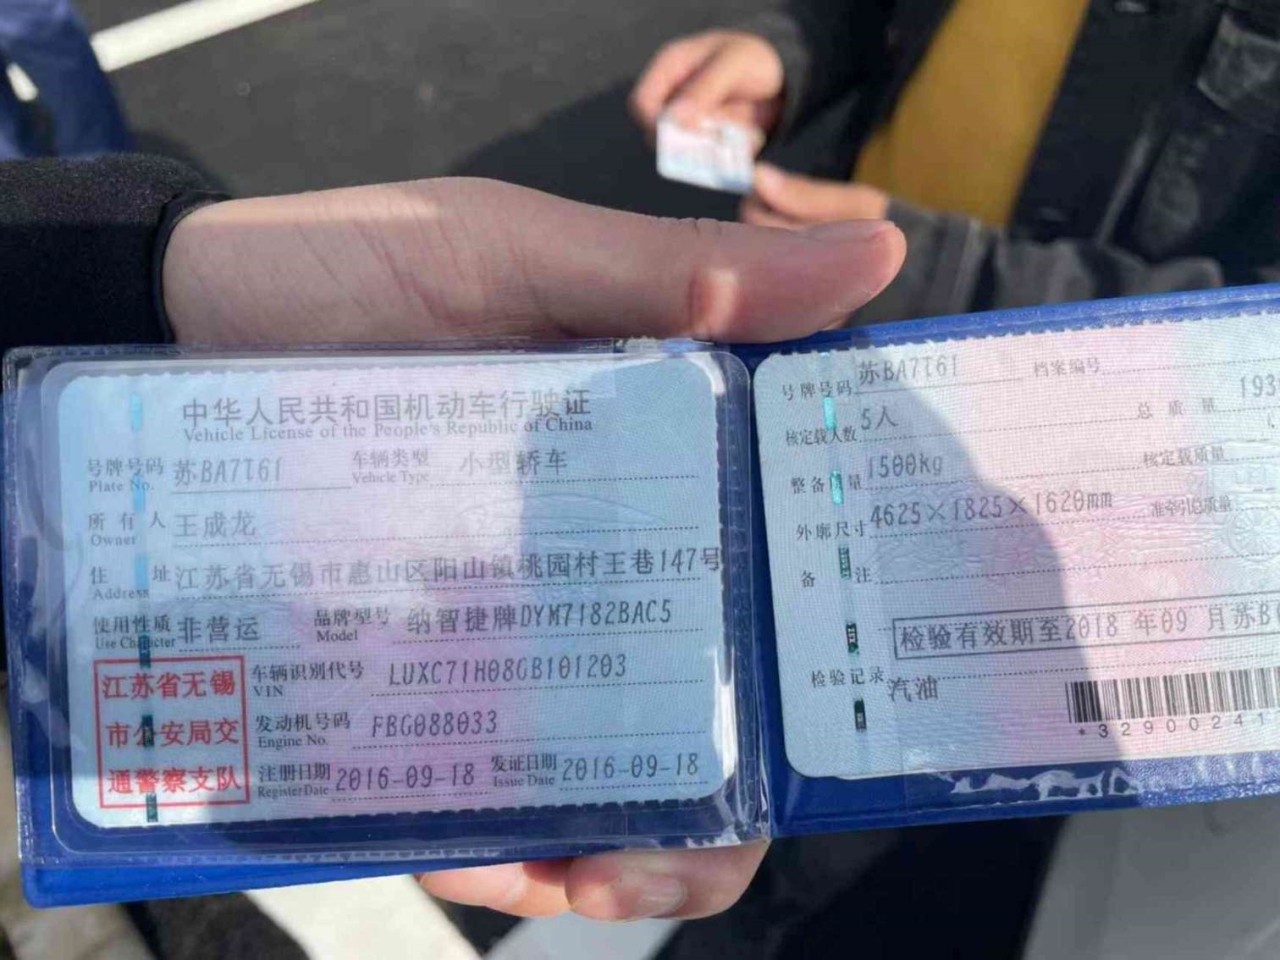 中华人民共和国机动车行驶证
Vehicle License of the People's Republic of China
号牌号码 苏BA7T61 车辆类型 小型轿车
Plate No. Vehicle Type
所有人 王成龙
Owner
住址 江苏省无锡市惠山区阳山镇桃园村王巷147号
Address
使用性质 非营运 品牌型号 纳智捷牌DYM7182BAC5
Use Character Model
江苏省无锡
市公安局交
通警察支队
车辆识别代号 LUXC71H08GB101203
VIN
发动机号码 FBG088033
Engine No.
注册日期 2016-09-18 发证日期 2016-09-18
Register Date Issue Date
号牌号码 苏BA7T61 档案编号
核定载人数 5人 总质量 193
整备质量 1500kg 核定载质量
外廓尺寸 4625×1825×1620mm 准牵引总质量
备注
检验有效期至2018年09月苏B
检验记录
汽油
*32900241